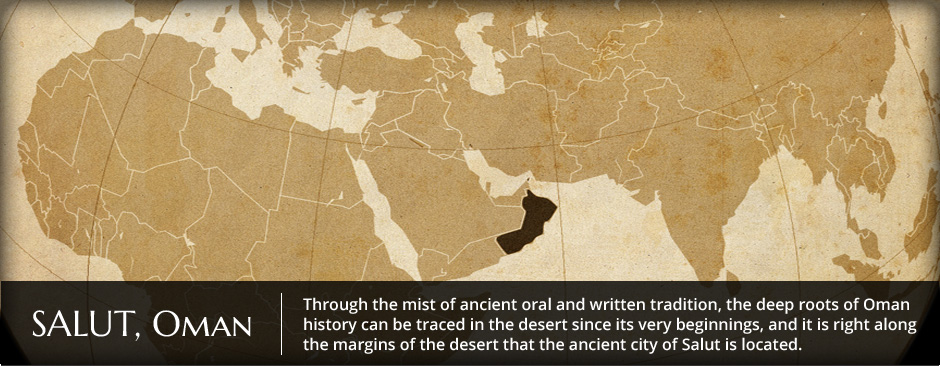 SALUT, Oman
Through the mist of ancient oral and written tradition, the deep roots of Oman
history can be traced in the desert since its very beginnings, and it is right along
the margins of the desert that the ancient city of Salut is located.